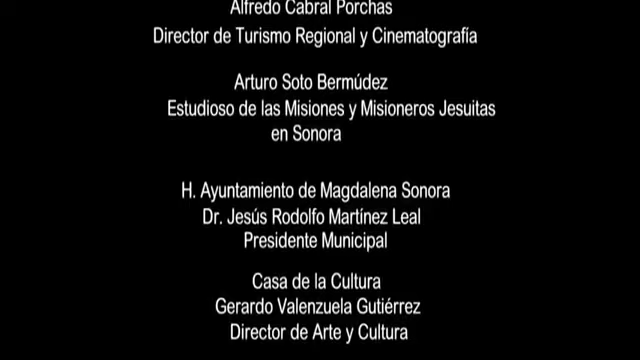 Alfredo Cabral Porchas
Director de Turismo Regional y Cinematografía
Arturo Soto Bermúdez
Estudioso de las Misiones y Misioneros Jesuitas
en Sonora
H. Ayuntamiento de Magdalena Sonora
Dr. Jesús Rodolfo Martínez Leal
Presidente Municipal
Casa de la Cultura
Gerardo Valenzuela Gutiérrez
Director de Arte y Cultura